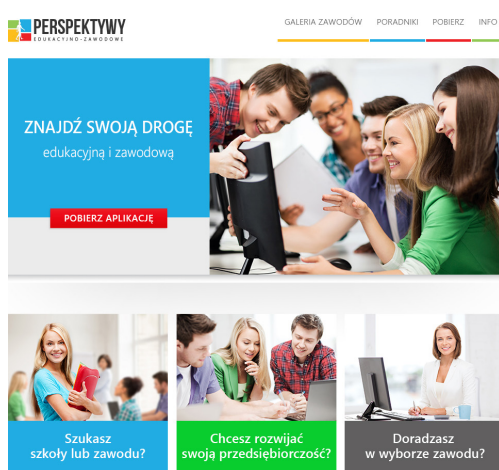 PERSPEKTYWY
EDUKACYJNO-ZAWODOWE
GALERIA ZAWODÓW PORADNIKI POBIERZ INFO
ZNAJDŹ SWOJĄ DROGĘ
edukacyjną i zawodową
POBIERZ APLIKACJĘ
Szukasz
szkoły lub zawodu?
Chcesz rozwijać
swoją przedsiębiorczość?
Doradzasz
w wyborze zawodu?